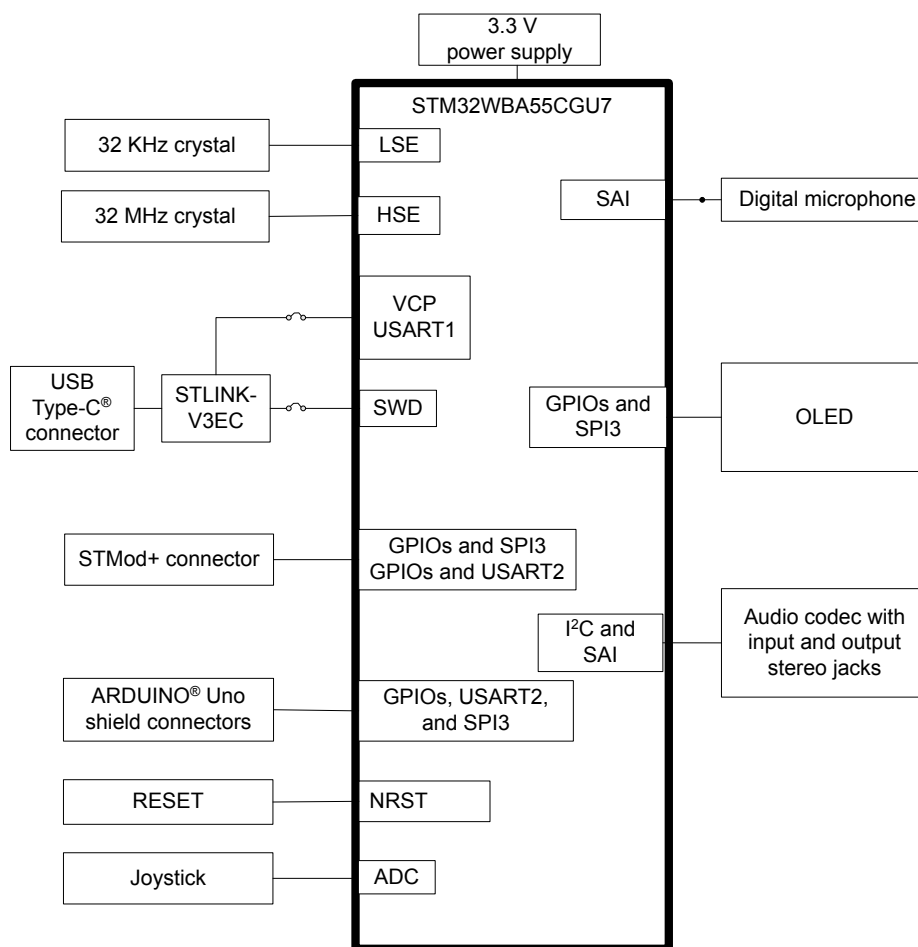 3.3 V
power supply
STM32WBA55CGU7
32 KHz crystal
LSE
32 MHz crystal
HSE
SAI
Digital microphone
VCP
USART1
USB
Type-C®
connector
STLINK-
V3EC
SWD
GPIOs and
SPI3
OLED
STMod+ connector
GPIOs and SPI3
GPIOs and USART2
I²C and
SAI
Audio codec with
input and output
stereo jacks
ARDUINO® Uno
shield connectors
GPIOs, USART2,
and SPI3
RESET
NRST
Joystick
ADC